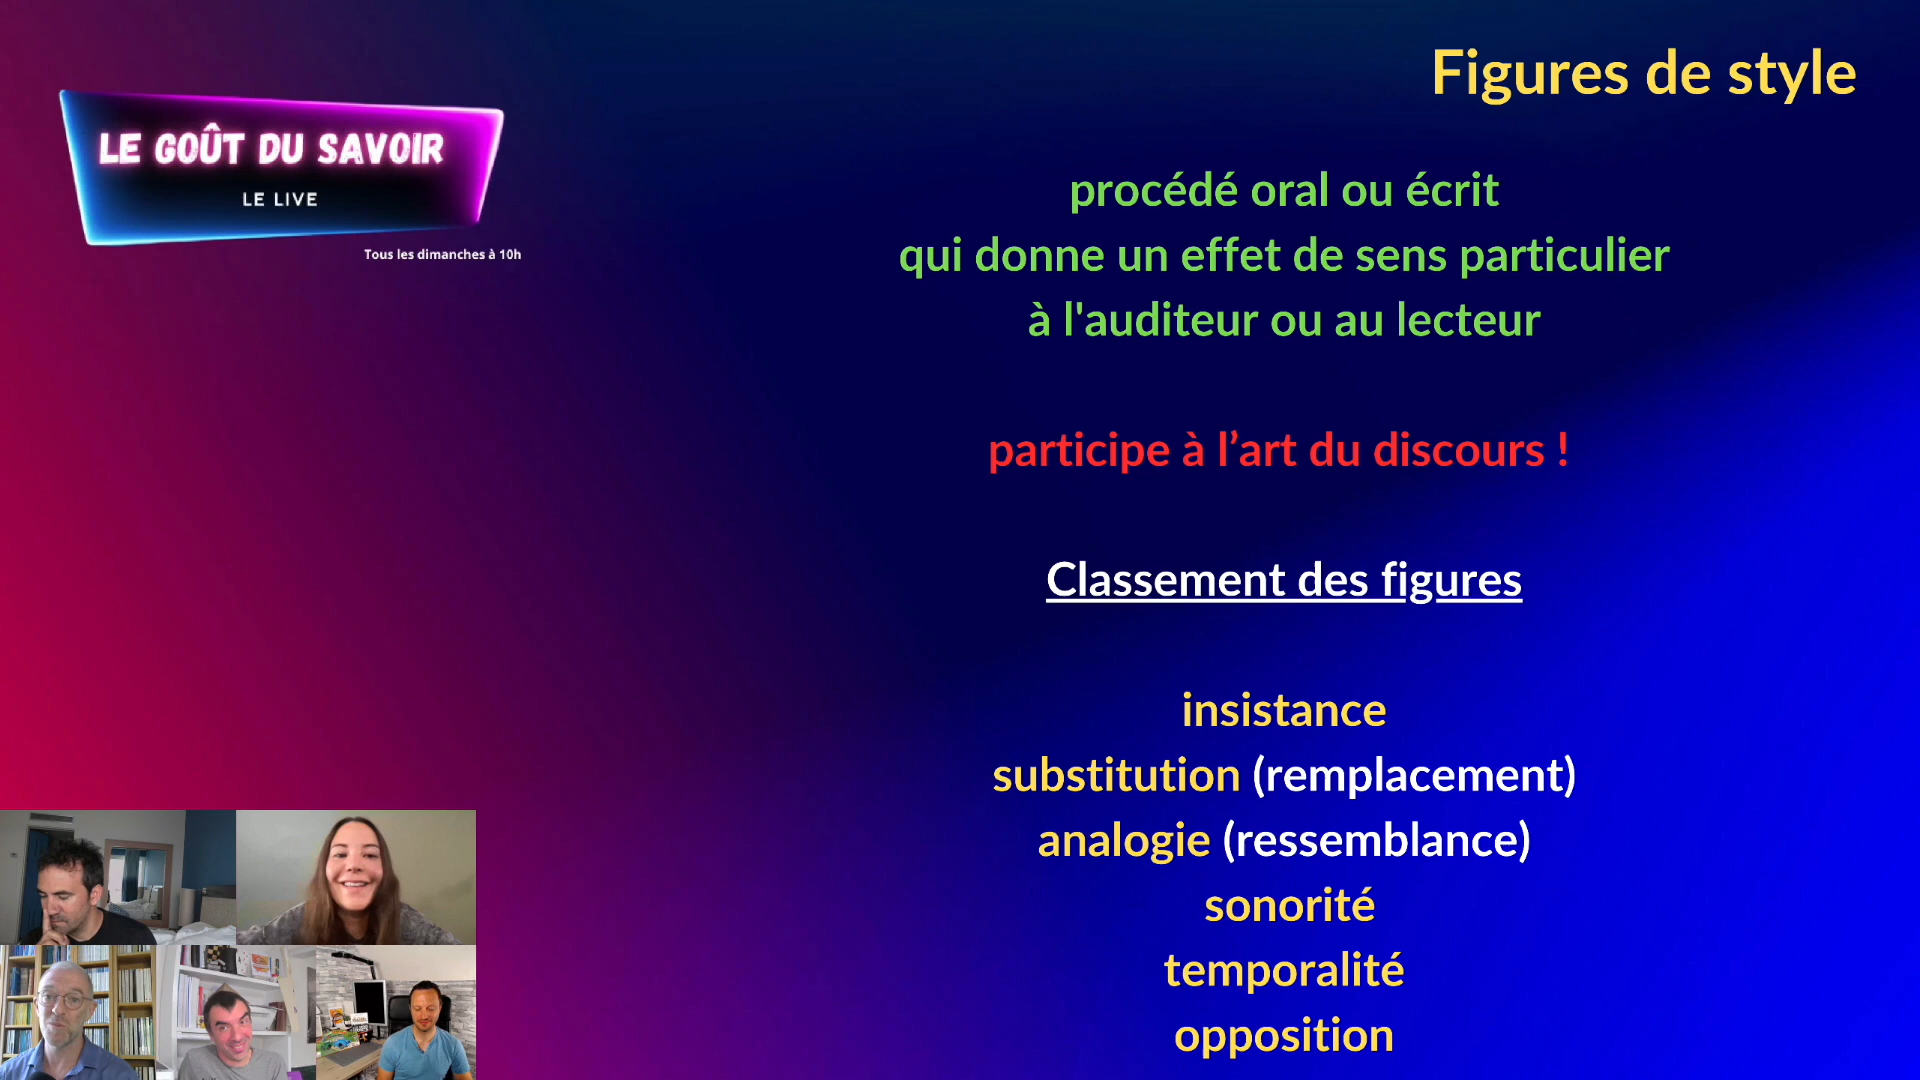 Figures de style
LE GOÛT DU SAVOIR
LE LIVE
Tous les dimanches à 10h
procédé oral ou écrit
qui donne un effet de sens particulier
à l'auditeur ou au lecteur
participe à l’art du discours !
Classement des figures
insistance
substitution (remplacement)
analogie (ressemblance)
sonorité
temporalité
opposition